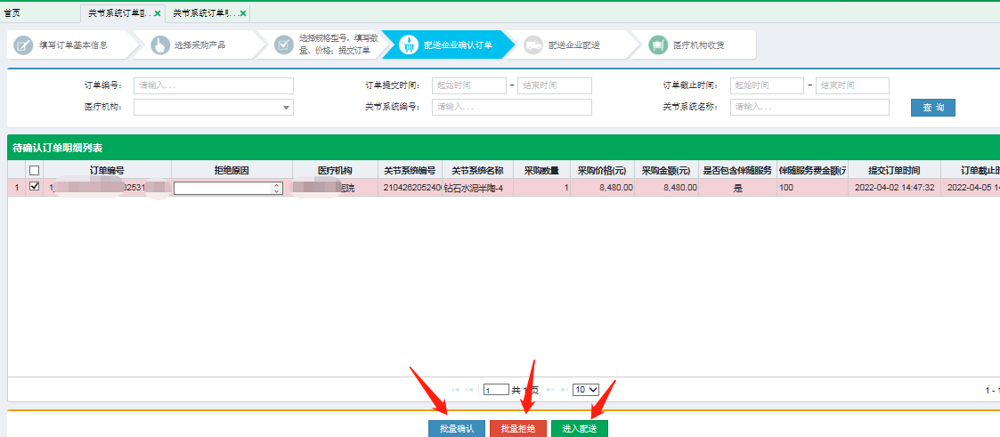 首页 关节系统订单 关节系统订单明...
填写订单基本信息 选择采购产品 选择规格型号，填写数量、价格；提交订单 配送企业确认订单 配送企业配送 医疗机构收货
订单编号： 请输入... 订单提交时间： 起始时间 - 结束时间 订单截止时间： 起始时间 - 结束时间
医疗机构： 关节系统编号： 请输入... 关节系统名称： 请输入... 查 询
待确认订单明细列表
订单编号 拒绝原因 医疗机构 关节系统编号 关节系统名称 采购数量 采购价格(元) 采购金额(元) 是否包含伴随服务 伴随服务费金额(元 提交订单时间 订单截止时
1 1 02531 医院 2104262052406 钻石水泥半陶-4 1 8,480.00 8,480.00 是 100 2022-04-02 14:47:32 2022-04-05 14
1 共 页 10 1 - 1
批量确认 批量拒绝 进入配送